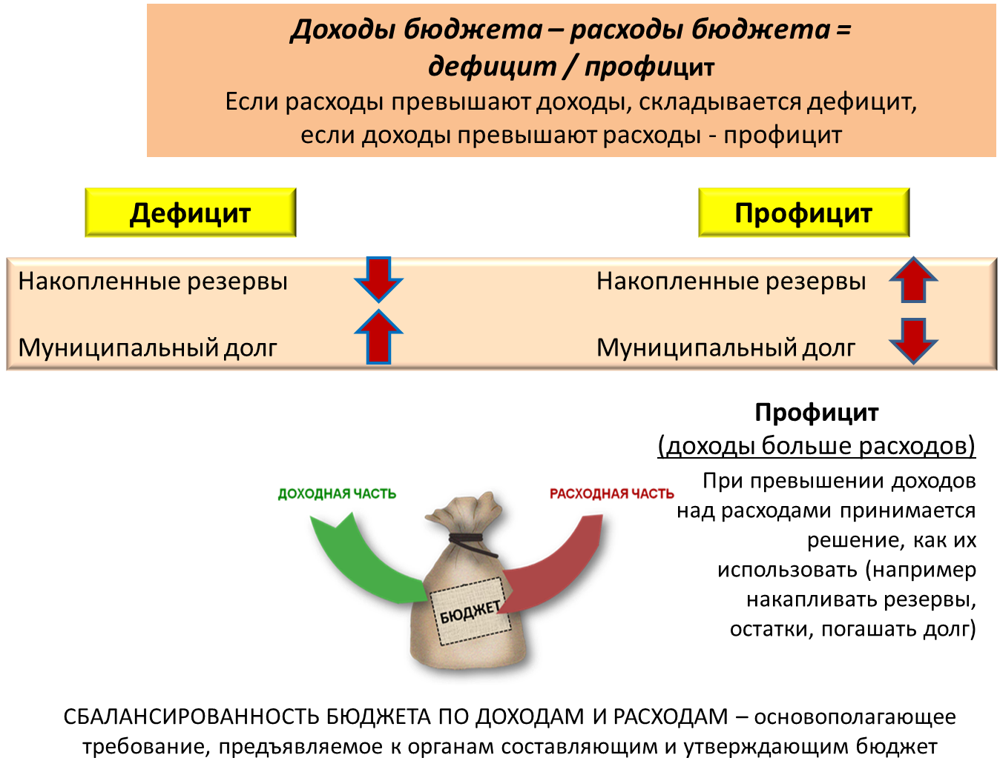 Доходы бюджета – расходы бюджета =
дефицит / профицит
Если расходы превышают доходы, складывается дефицит,
если доходы превышают расходы - профицит
Дефицит
Профицит
Накопленные резервы
Накопленные резервы
Муниципальный долг
Муниципальный долг
Профицит
(доходы больше расходов)
При превышении доходов
над расходами принимается
решение, как их
использовать (например
накапливать резервы,
остатки, погашать долг)
ДОХОДНАЯ ЧАСТЬ
РАСХОДНАЯ ЧАСТЬ
БЮДЖЕТ
СБАЛАНСИРОВАННОСТЬ БЮДЖЕТА ПО ДОХОДАМ И РАСХОДАМ – основополагающее
требование, предъявляемое к органам составляющим и утверждающим бюджет